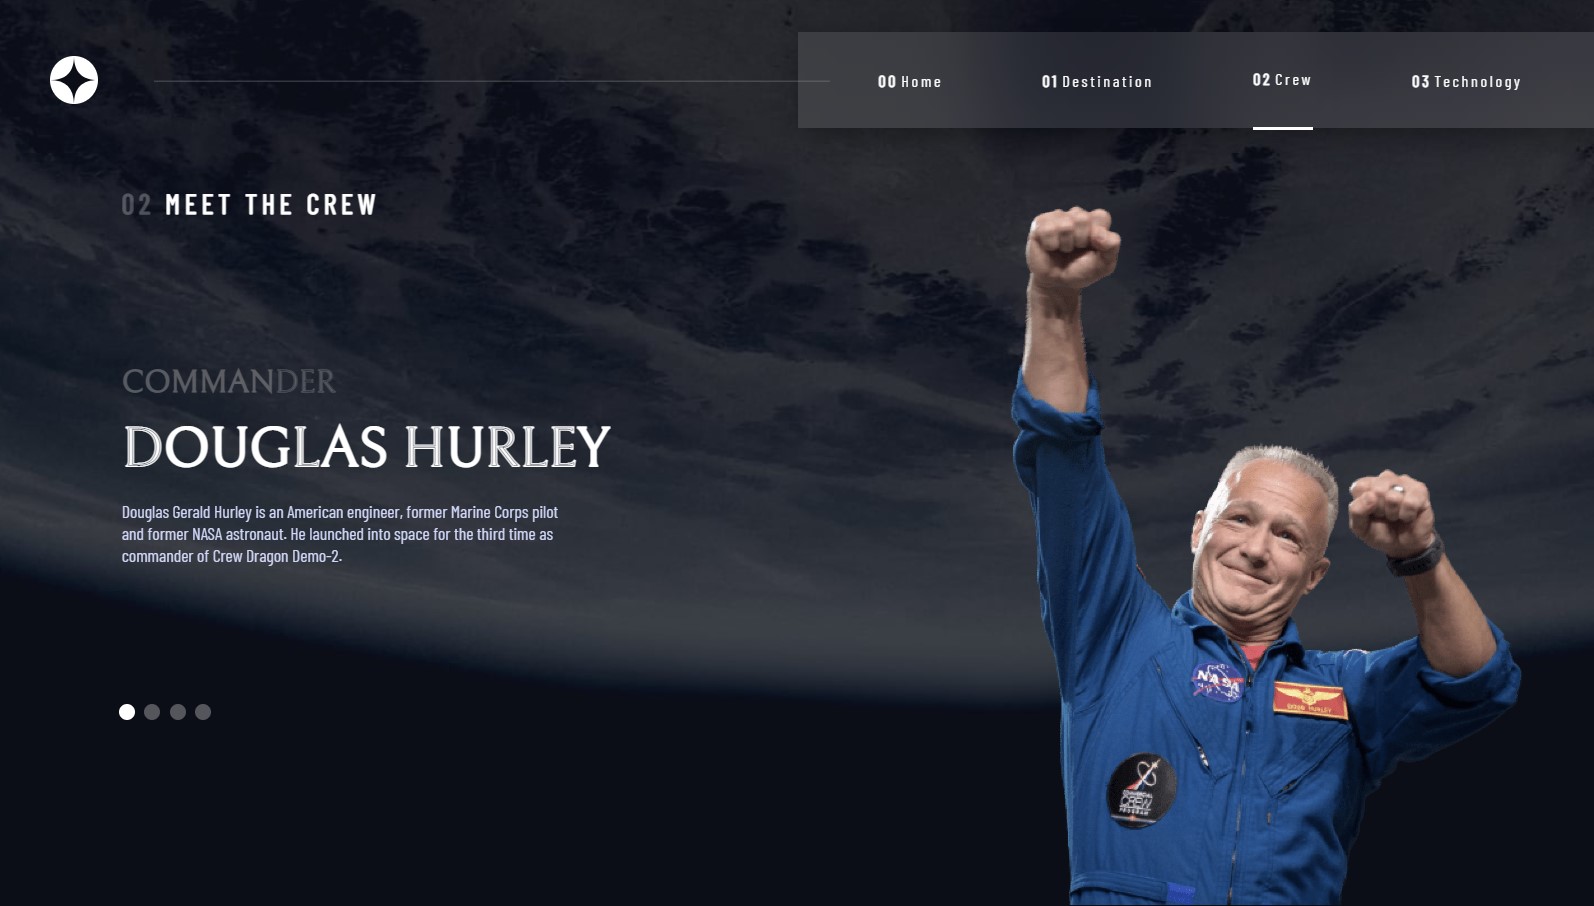 00 Home
01 Destination
02 Crew
03 Technology
02 MEET THE CREW
COMMANDER
DOUGLAS HURLEY
Douglas Gerald Hurley is an American engineer, former Marine Corps pilot
and former NASA astronaut. He launched into space for the third time as
commander of Crew Dragon Demo-2.
NASA
DOUG HURLEY
CREW
PROGRAM